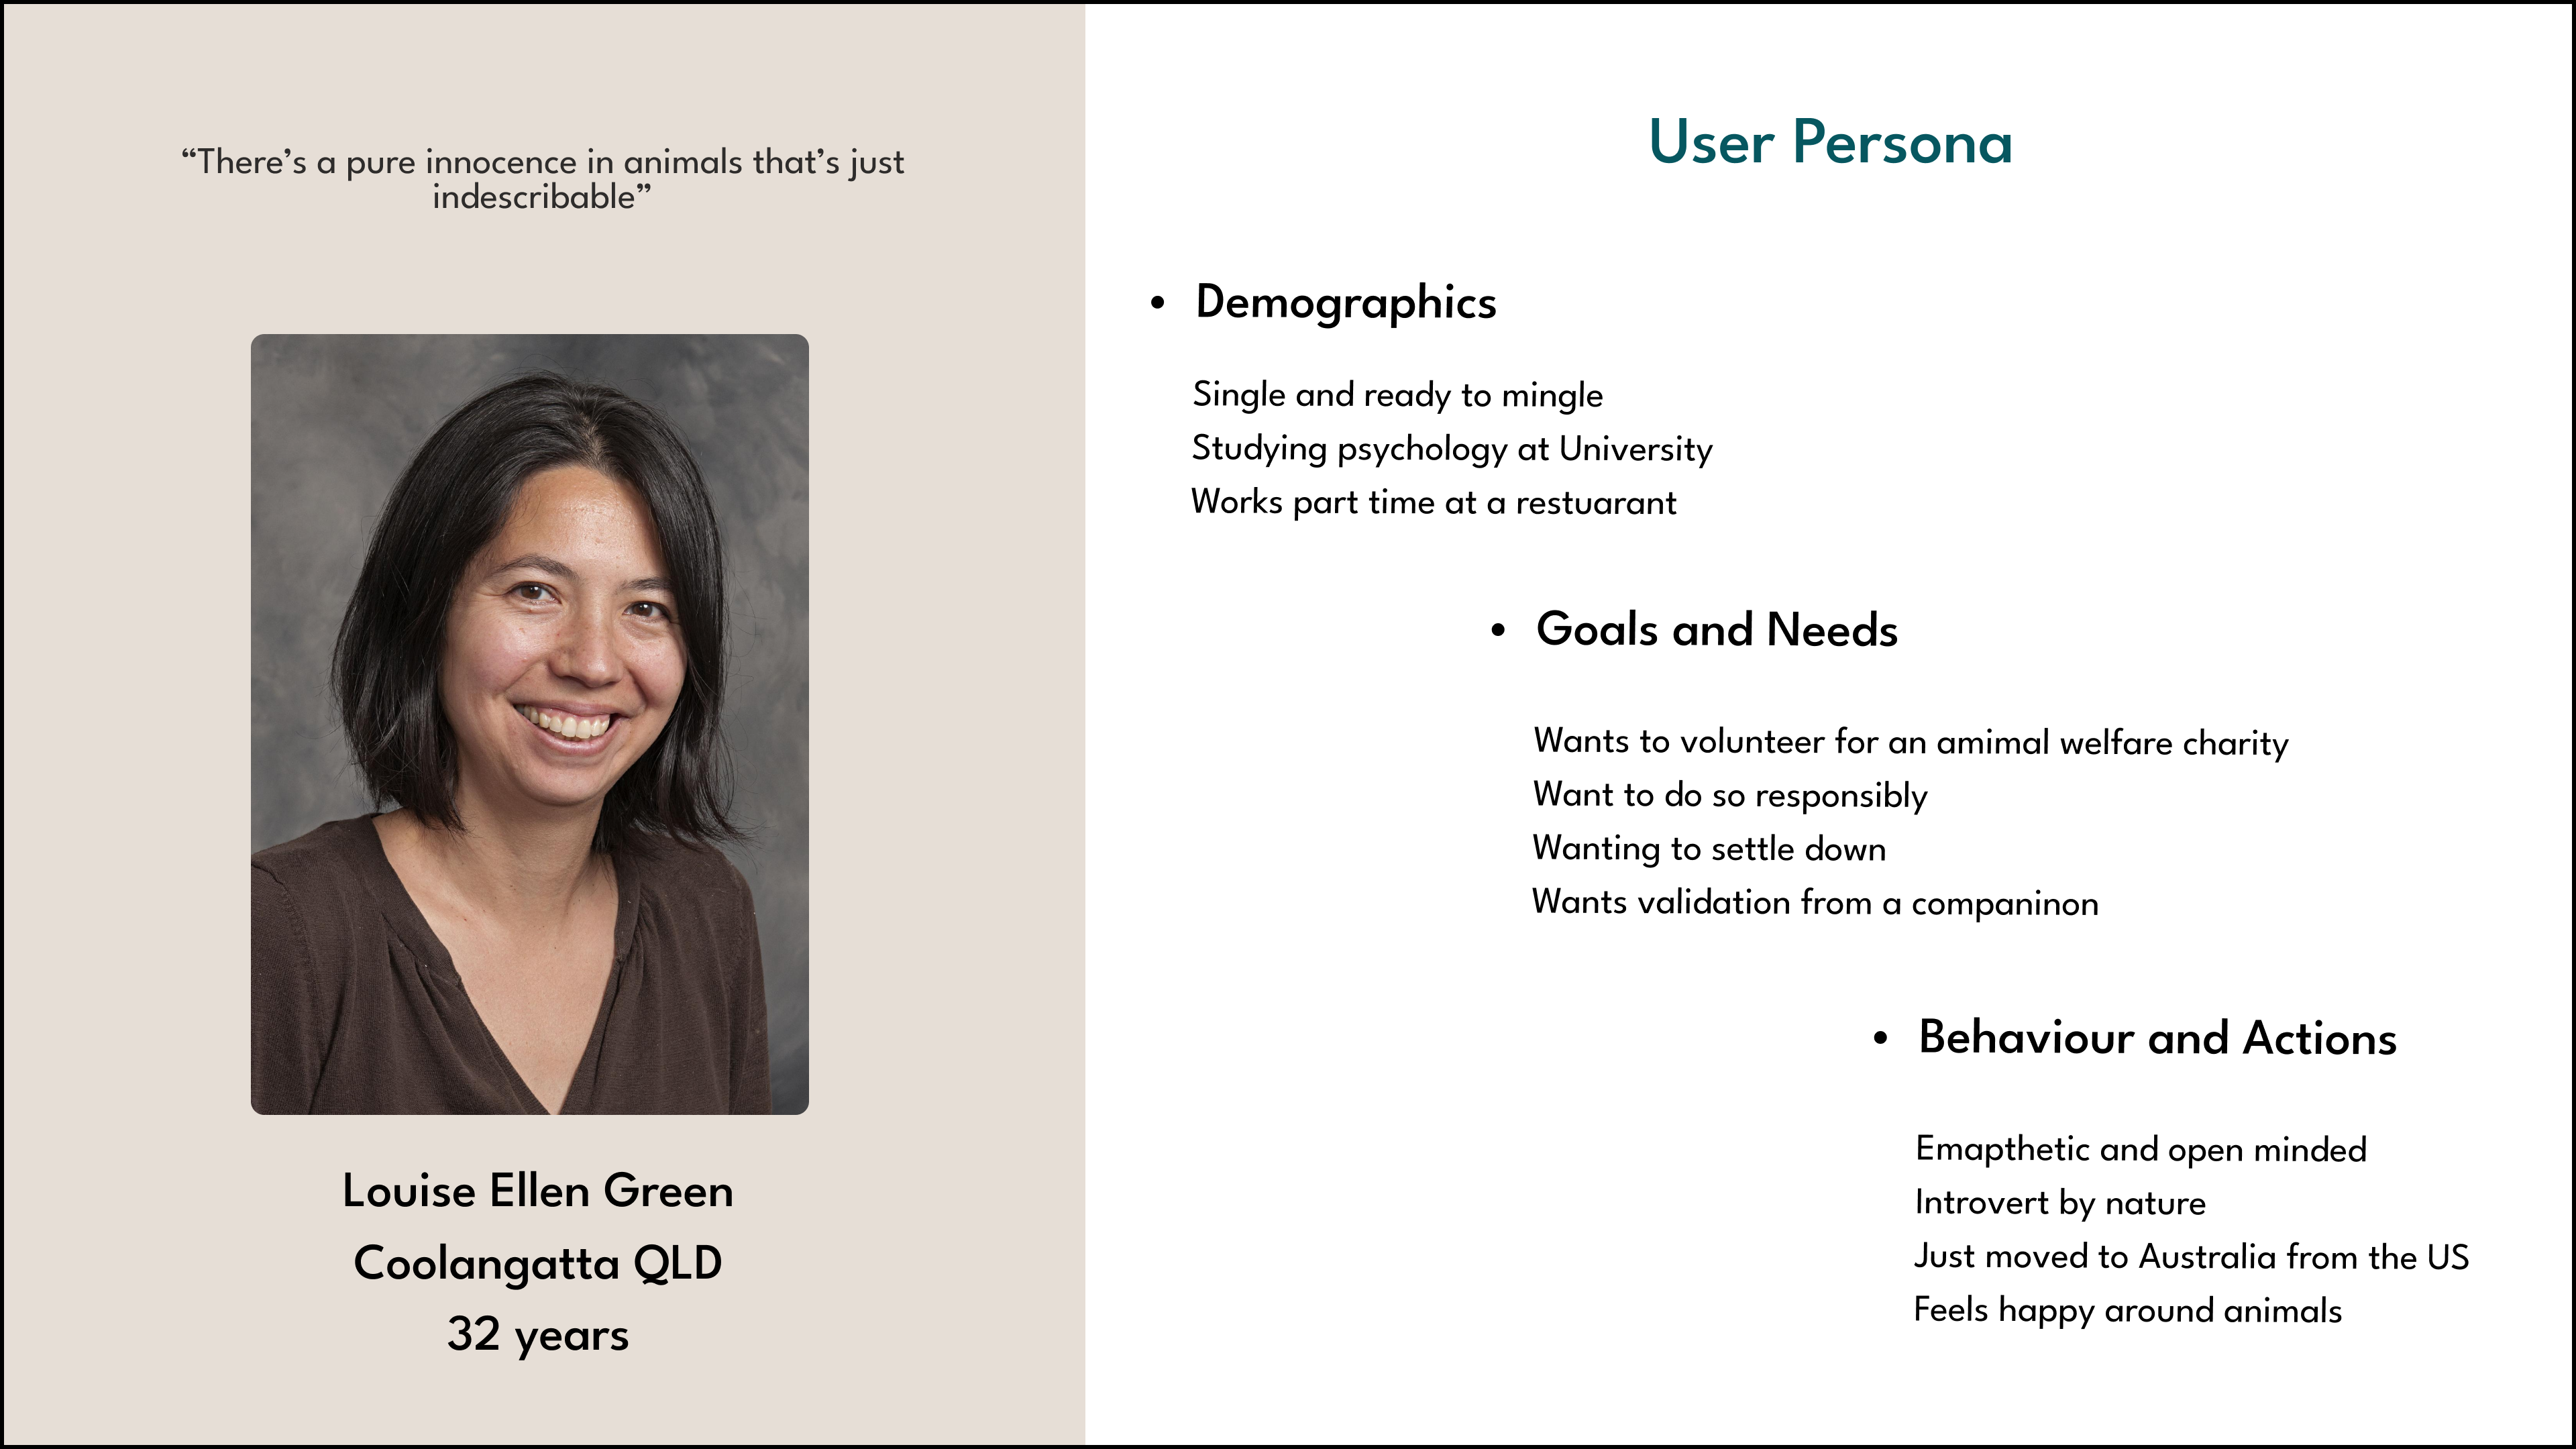 “There’s a pure innocence in animals that’s just
indescribable”
Louise Ellen Green
Coolangatta QLD
32 years
User Persona
• Demographics
Single and ready to mingle
Studying psychology at University
Works part time at a restuarant
• Goals and Needs
Wants to volunteer for an amimal welfare charity
Want to do so responsibly
Wanting to settle down
Wants validation from a companinon
• Behaviour and Actions
Emapthetic and open minded
Introvert by nature
Just moved to Australia from the US
Feels happy around animals